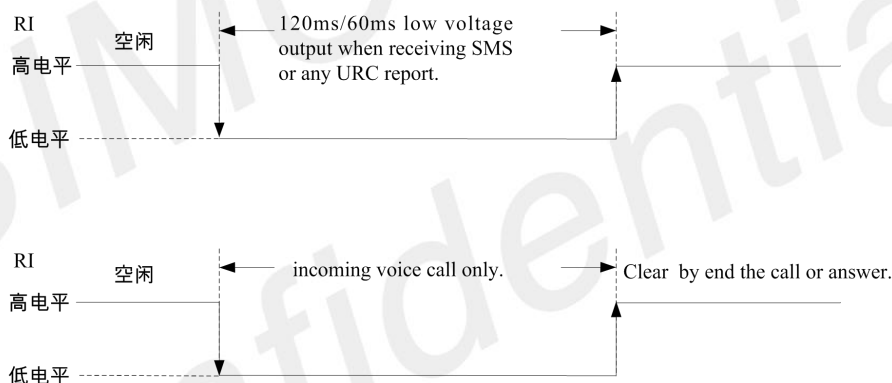 RI
空闲
120ms/60ms low voltage
output when receiving SMS
or any URC report.
高电平
低电平
RI
空闲
incoming voice call only.
Clear by end the call or answer.
高电平
低电平